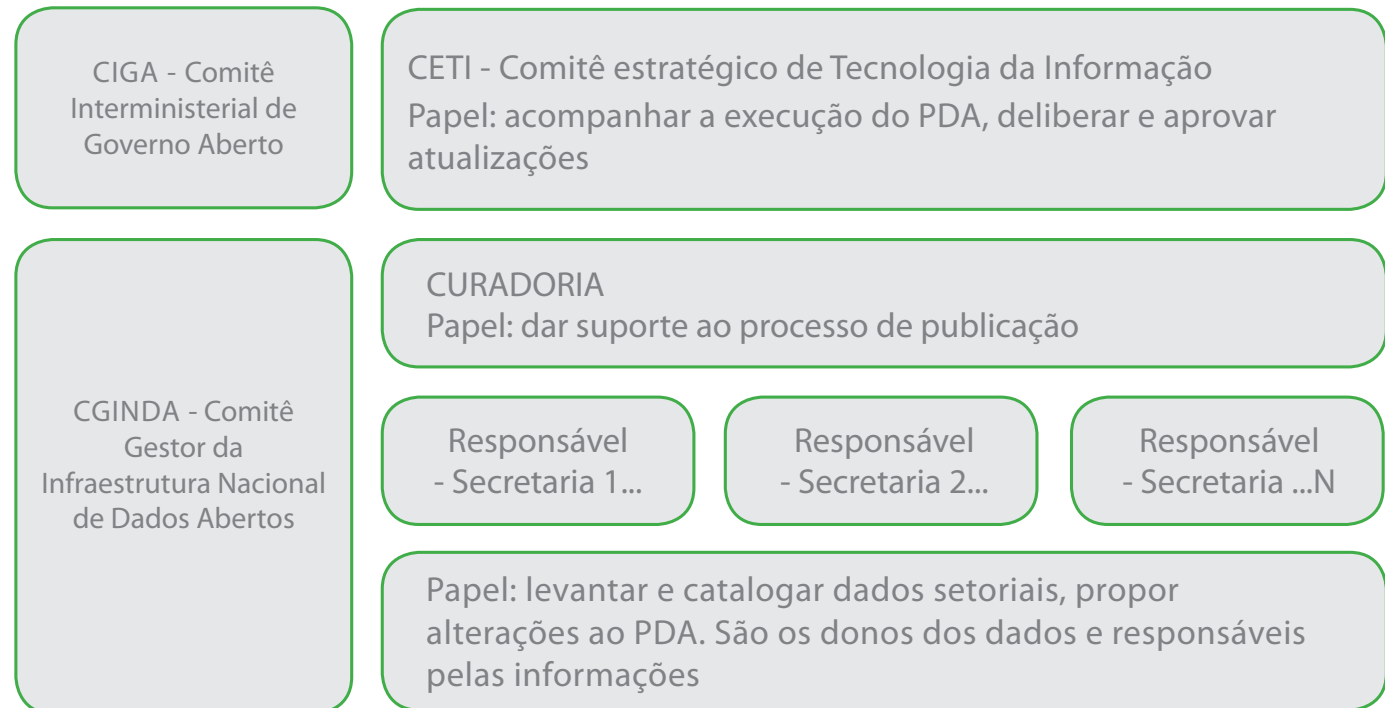 CIGA - Comitê
Interministerial de
Governo Aberto
CETI - Comitê estratégico de Tecnologia da Informação
Papel: acompanhar a execução do PDA, deliberar e aprovar
atualizações
CGINDA - Comitê
Gestor da
Infraestrutura Nacional
de Dados Abertos
CURADORIA
Papel: dar suporte ao processo de publicação
Responsável
- Secretaria 1...
Responsável
- Secretaria 2...
Responsável
- Secretaria ...N
Papel: levantar e catalogar dados setoriais, propor
alterações ao PDA. São os donos dos dados e responsáveis
pelas informações